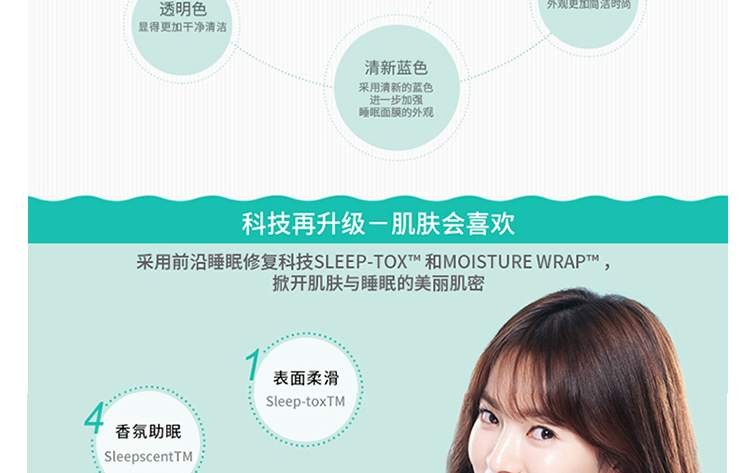 透明色
显得更加干净清洁
外观更加简洁时尚
清新蓝色
采用清新的蓝色
进一步加强
睡眠面膜的外观
科技再升级－肌肤会喜欢
采用前沿睡眠修复科技SLEEP-TOX™ 和MOISTURE WRAP™，
掀开肌肤与睡眠的美丽肌密
1
表面柔滑
Sleep-toxTM
4
香氛助眠
SleepscentTM